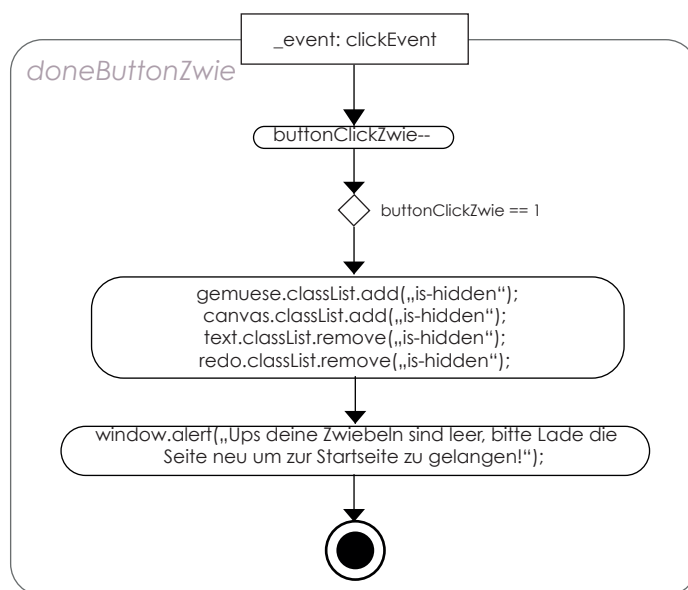 _event: clickEvent
doneButtonZwie
buttonClickZwie--
buttonClickZwie == 1
gemuese.classList.add(„is-hidden“);
canvas.classList.add(„is-hidden“);
text.classList.remove(„is-hidden“);
redo.classList.remove(„is-hidden“);
window.alert(„Ups deine Zwiebeln sind leer, bitte Lade die
Seite neu um zur Startseite zu gelangen!“);